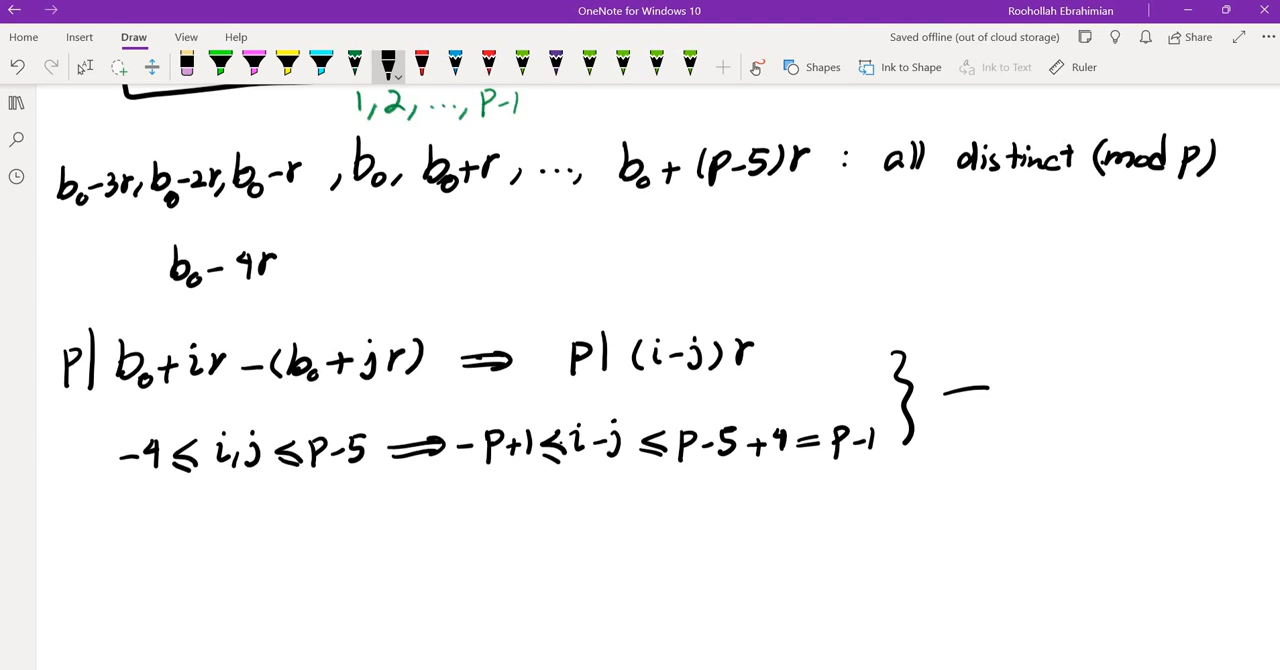 OneNote for Windows 10
Roohollah Ebrahimian
Home Insert Draw View Help
Saved offline (out of cloud storage) Share
Shapes Ink to Shape Ink to Text Ruler
1, 2, ..., P-1
b₀-3r, b₀-2r, b₀-r, b₀, b₀+r, ..., b₀+(p-5)r : all distinct (mod p)
b₀-4r
p| b₀+ir-(b₀+jr) ⇒ p| (i-j)r
-4 ≤ i,j ≤ p-5 ⇒ -p+1 ≤ i-j ≤ p-5+4 = p-1 } —